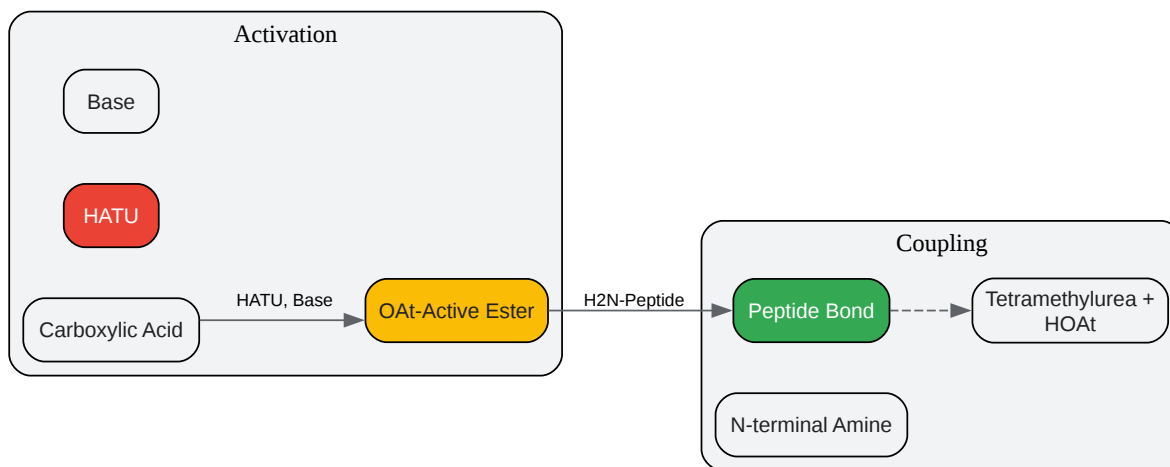 Activation
Base
HATU
Carboxylic Acid
HATU, Base
OAt-Active Ester
H2N-Peptide
Coupling
Peptide Bond
Tetramethylurea +
HOAt
N-terminal Amine